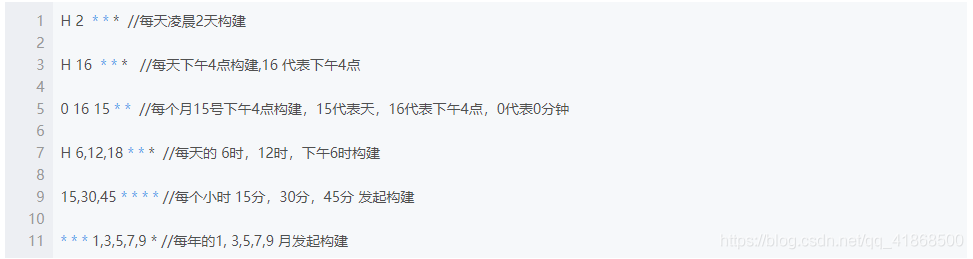 1 H 2 * * * //每天凌晨2天构建
2
3 H 16 * * * //每天下午4点构建,16 代表下午4点
4
5 0 16 15 * * //每个月15号下午4点构建，15代表天，16代表下午4点，0代表0分钟
6
7 H 6,12,18 * * * //每天的 6时，12时，下午6时构建
8
9 15,30,45 * * * * //每个小时 15分，30分，45分 发起构建
10
11 * * * 1,3,5,7,9 * //每年的1, 3,5,7,9 月发起构建
https://blog.csdn.net/qq_41868500